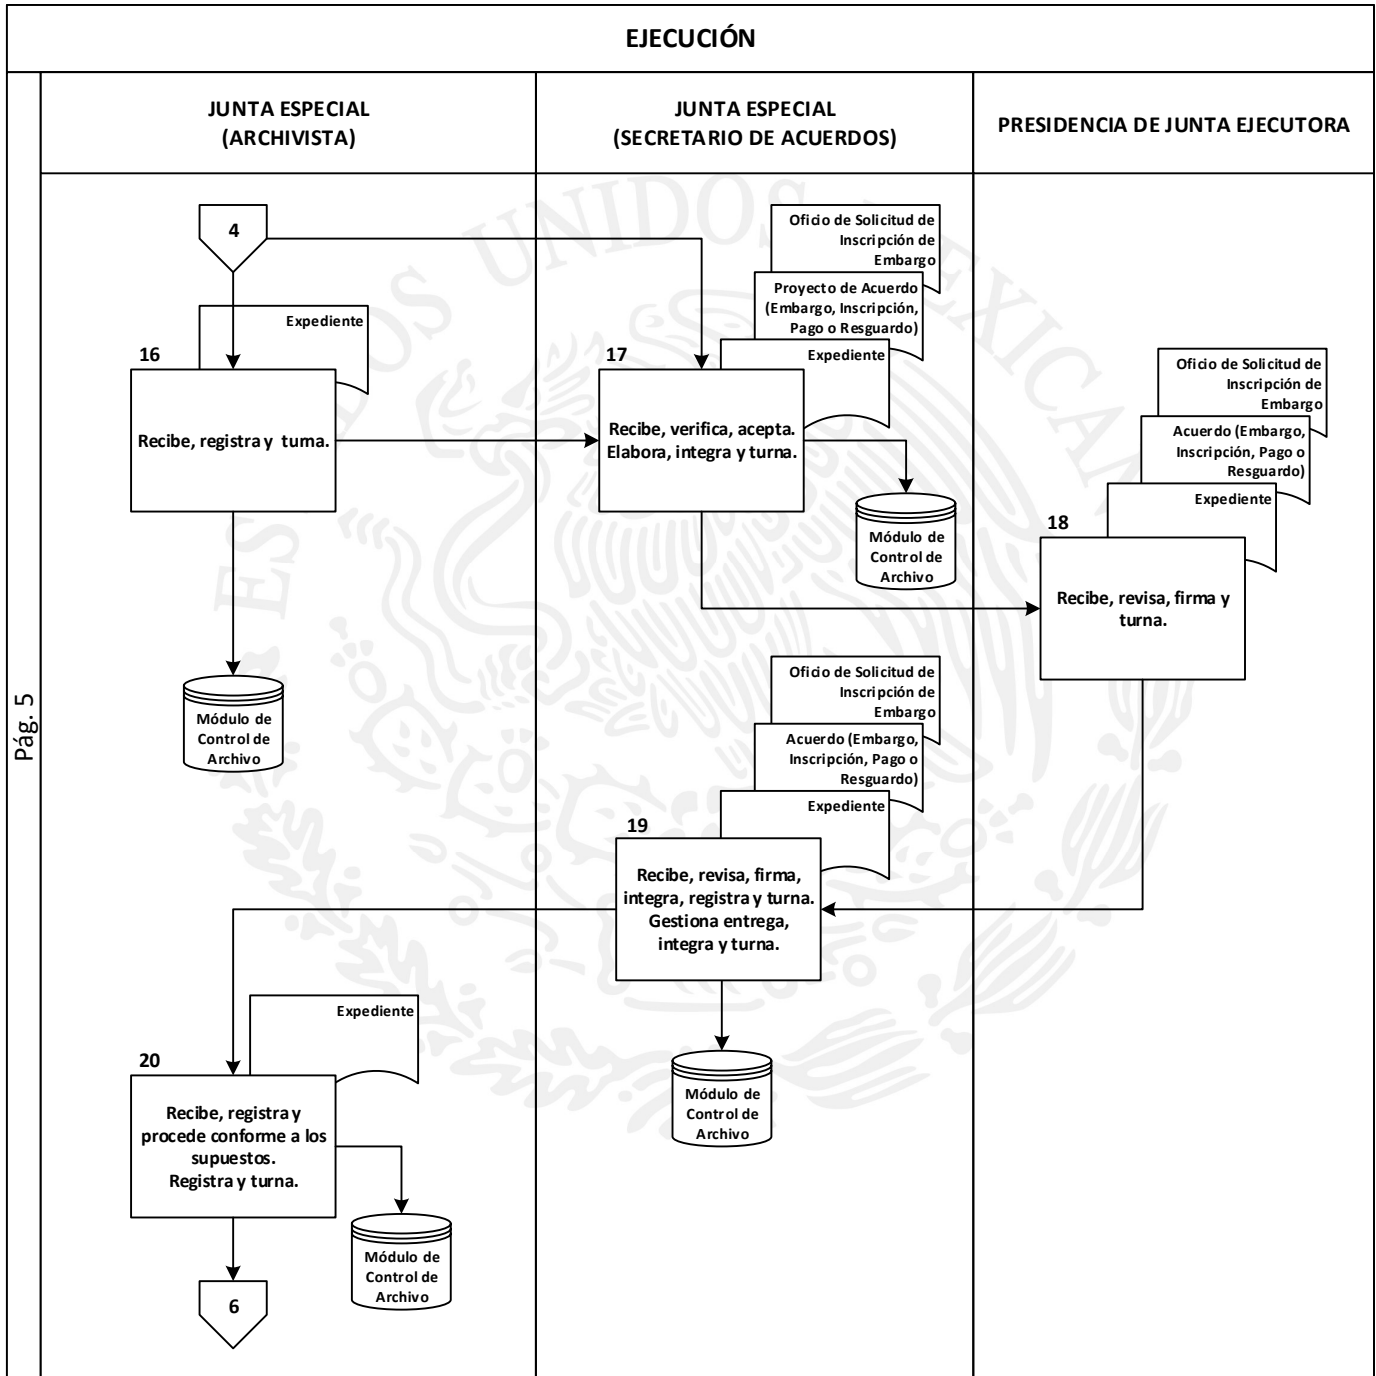 EJECUCIÓN
Pág. 5
JUNTA ESPECIAL
(ARCHIVISTA)
JUNTA ESPECIAL
(SECRETARIO DE ACUERDOS)
PRESIDENCIA DE JUNTA EJECUTORA
ESTADOS UNIDOS MEXICANOS
4
Expediente
16
Recibe, registra y turna.
Módulo de
Control de
Archivo
Oficio de Solicitud de
Inscripción de
Embargo
Proyecto de Acuerdo
(Embargo, Inscripción,
Pago o Resguardo)
Expediente
17
Recibe, verifica, acepta.
Elabora, integra y turna.
Módulo de
Control de
Archivo
Oficio de Solicitud de
Inscripción de
Embargo
Acuerdo (Embargo,
Inscripción, Pago o
Resguardo)
Expediente
18
Recibe, revisa, firma y
turna.
Oficio de Solicitud de
Inscripción de
Embargo
Acuerdo (Embargo,
Inscripción, Pago o
Resguardo)
Expediente
19
Recibe, revisa, firma,
integra, registra y turna.
Gestiona entrega,
integra y turna.
Módulo de
Control de
Archivo
Expediente
20
Recibe, registra y
procede conforme a los
supuestos.
Registra y turna.
Módulo de
Control de
Archivo
6